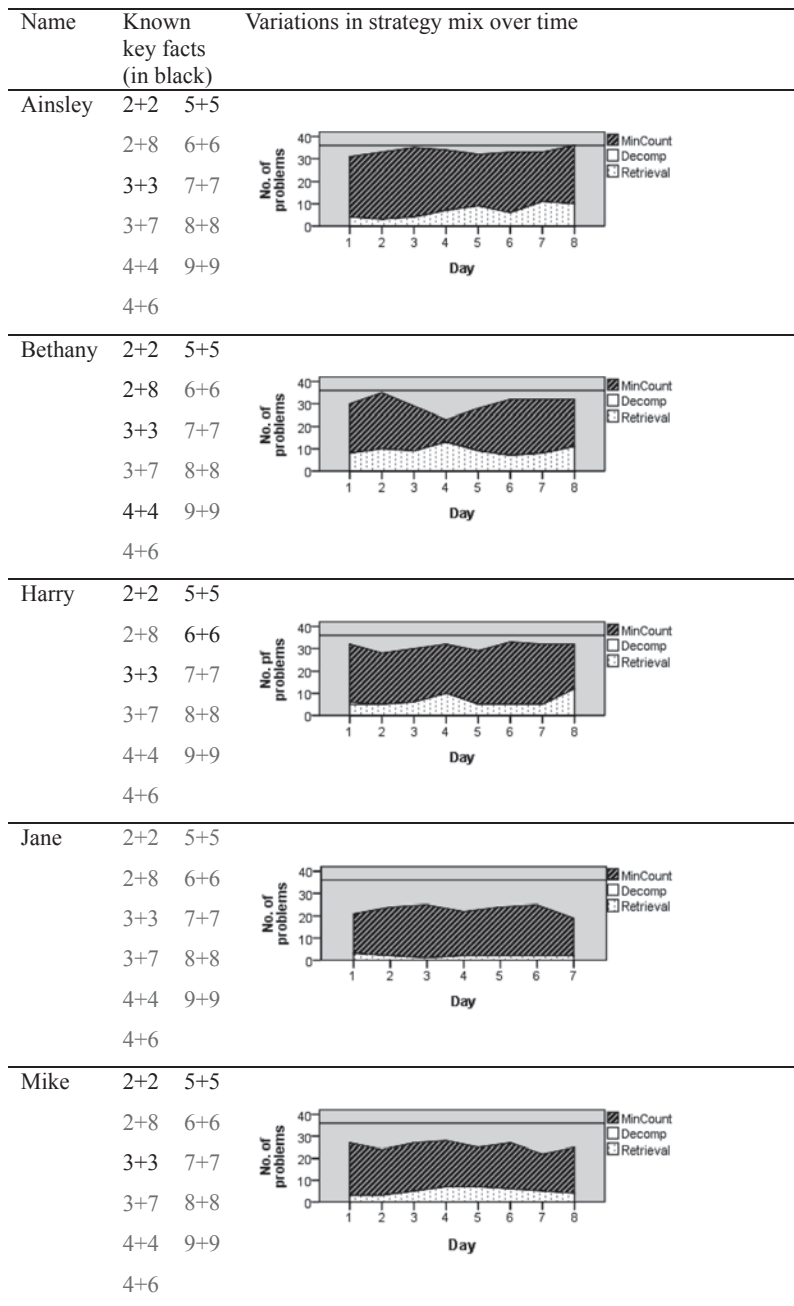 Name Known key facts (in black) Variations in strategy mix over time
Ainsley 2+2 5+5
2+8 6+6
3+3 7+7
3+7 8+8
4+4 9+9
4+6
No. of problems
40
30
20
10
0
1 2 3 4 5 6 7 8
Day
MinCount
Decomp
Retrieval
Bethany 2+2 5+5
2+8 6+6
3+3 7+7
3+7 8+8
4+4 9+9
4+6
No. of problems
40
30
20
10
0
1 2 3 4 5 6 7 8
Day
MinCount
Decomp
Retrieval
Harry 2+2 5+5
2+8 6+6
3+3 7+7
3+7 8+8
4+4 9+9
4+6
No. pf problems
40
30
20
10
0
1 2 3 4 5 6 7 8
Day
MinCount
Decomp
Retrieval
Jane 2+2 5+5
2+8 6+6
3+3 7+7
3+7 8+8
4+4 9+9
4+6
No. of problems
40
30
20
10
0
1 2 3 4 5 6 7
Day
MinCount
Decomp
Retrieval
Mike 2+2 5+5
2+8 6+6
3+3 7+7
3+7 8+8
4+4 9+9
4+6
No. of problems
40
30
20
10
0
1 2 3 4 5 6 7 8
Day
MinCount
Decomp
Retrieval